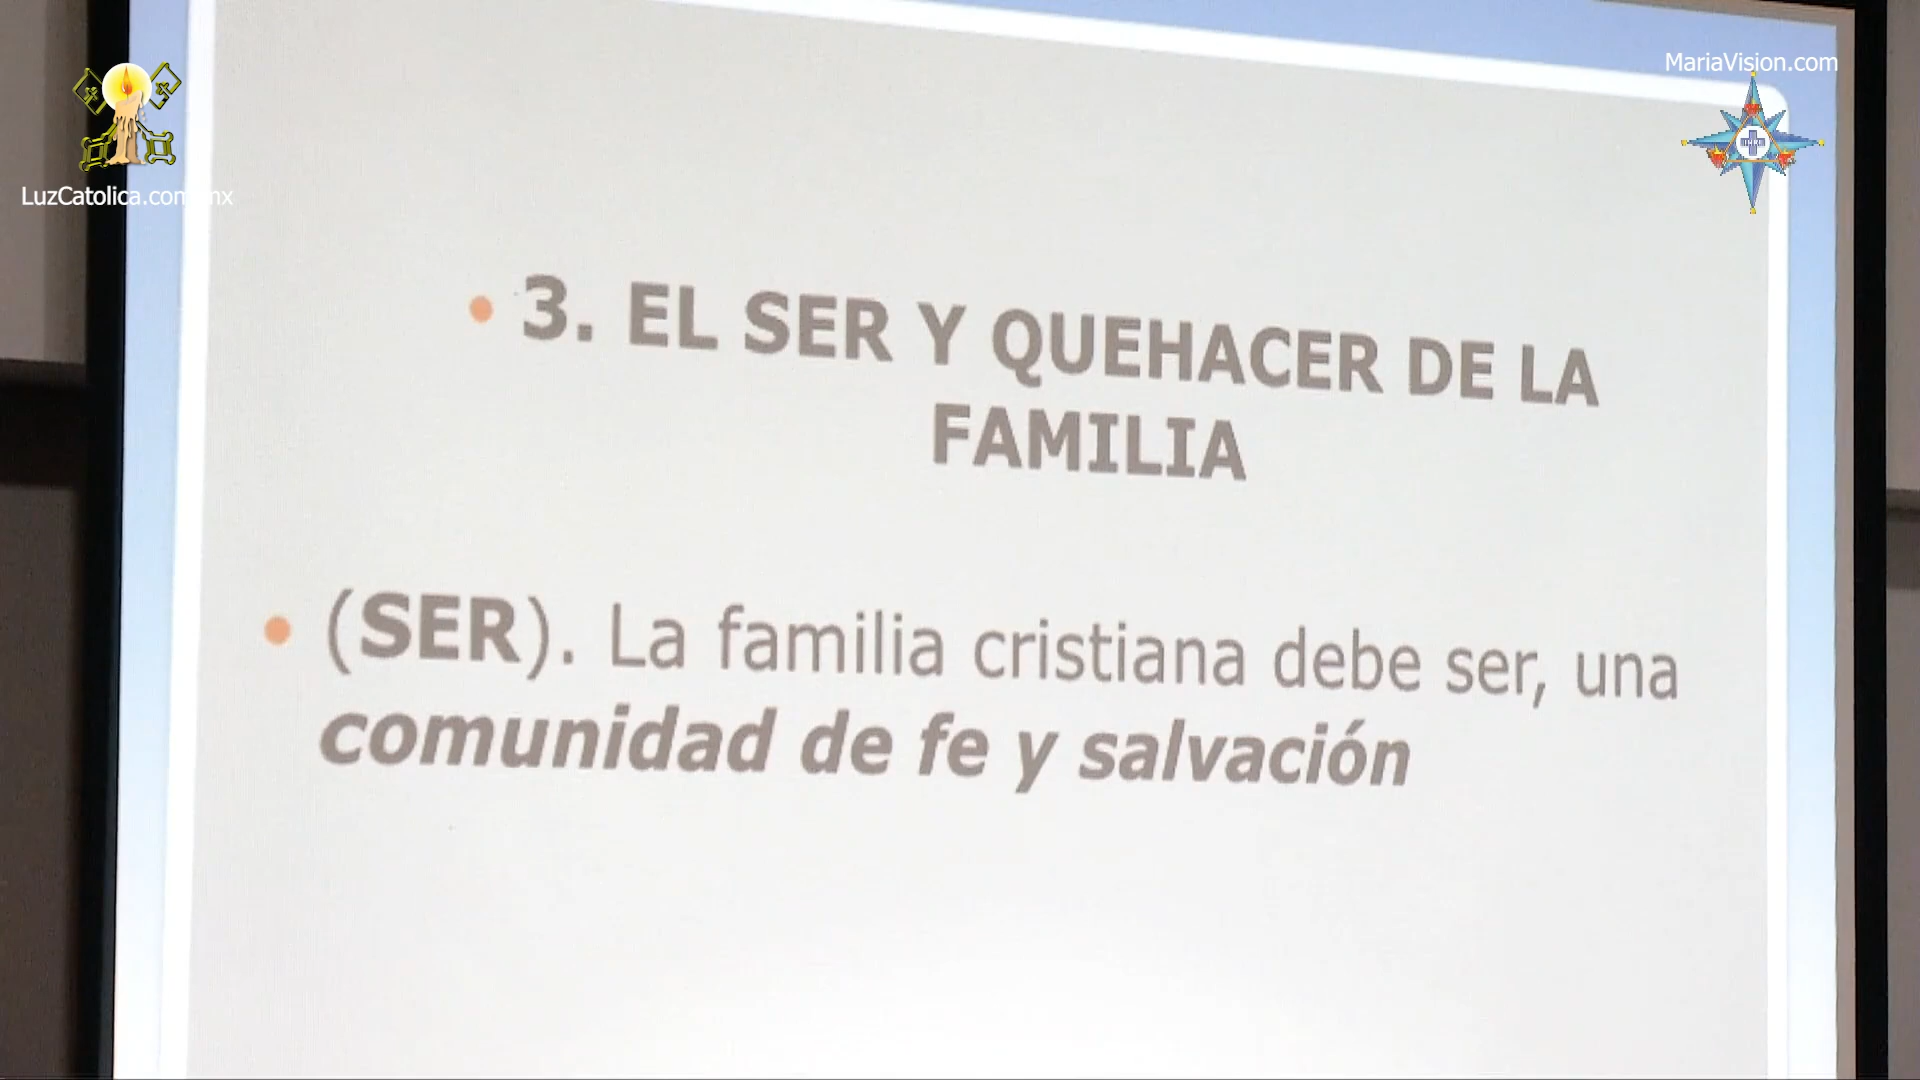 MariaVision.com
LuzCatolica.com.mx
• 3. EL SER Y QUEHACER DE LA
FAMILIA
• (SER). La familia cristiana debe ser, una
comunidad de fe y salvación